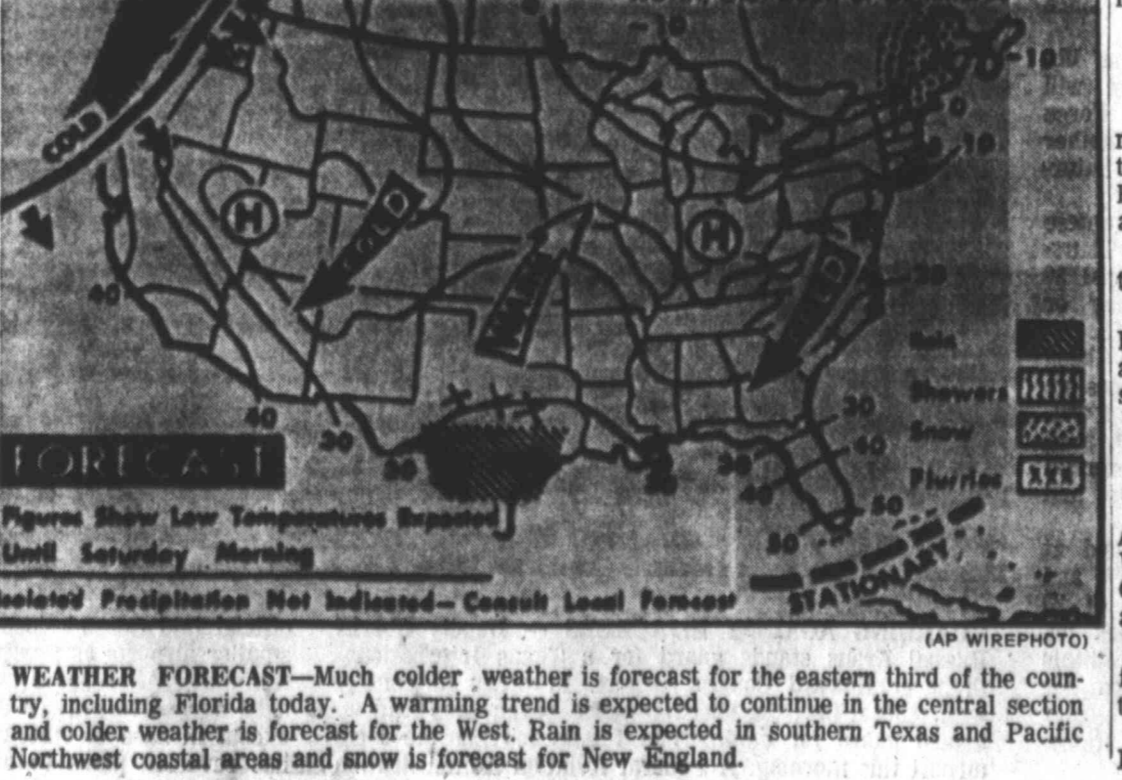 -10
-10
0
COLD
10
H
COLD
H
WARM
COLD
40
20
Rain
Showers
Snow
Flurries
40
30
30
40
30
40
50
50
FORECAST
STATIONARY
Figures Show Low Temperatures Expected
Until Saturday Morning
Isolated Precipitation Not Indicated— Consult Local Forecast
(AP WIREPHOTO)
WEATHER FORECAST—Much colder weather is forecast for the eastern third of the coun-
try, including Florida today. A warming trend is expected to continue in the central section
and colder weather is forecast for the West. Rain is expected in southern Texas and Pacific
Northwest coastal areas and snow is forecast for New England.